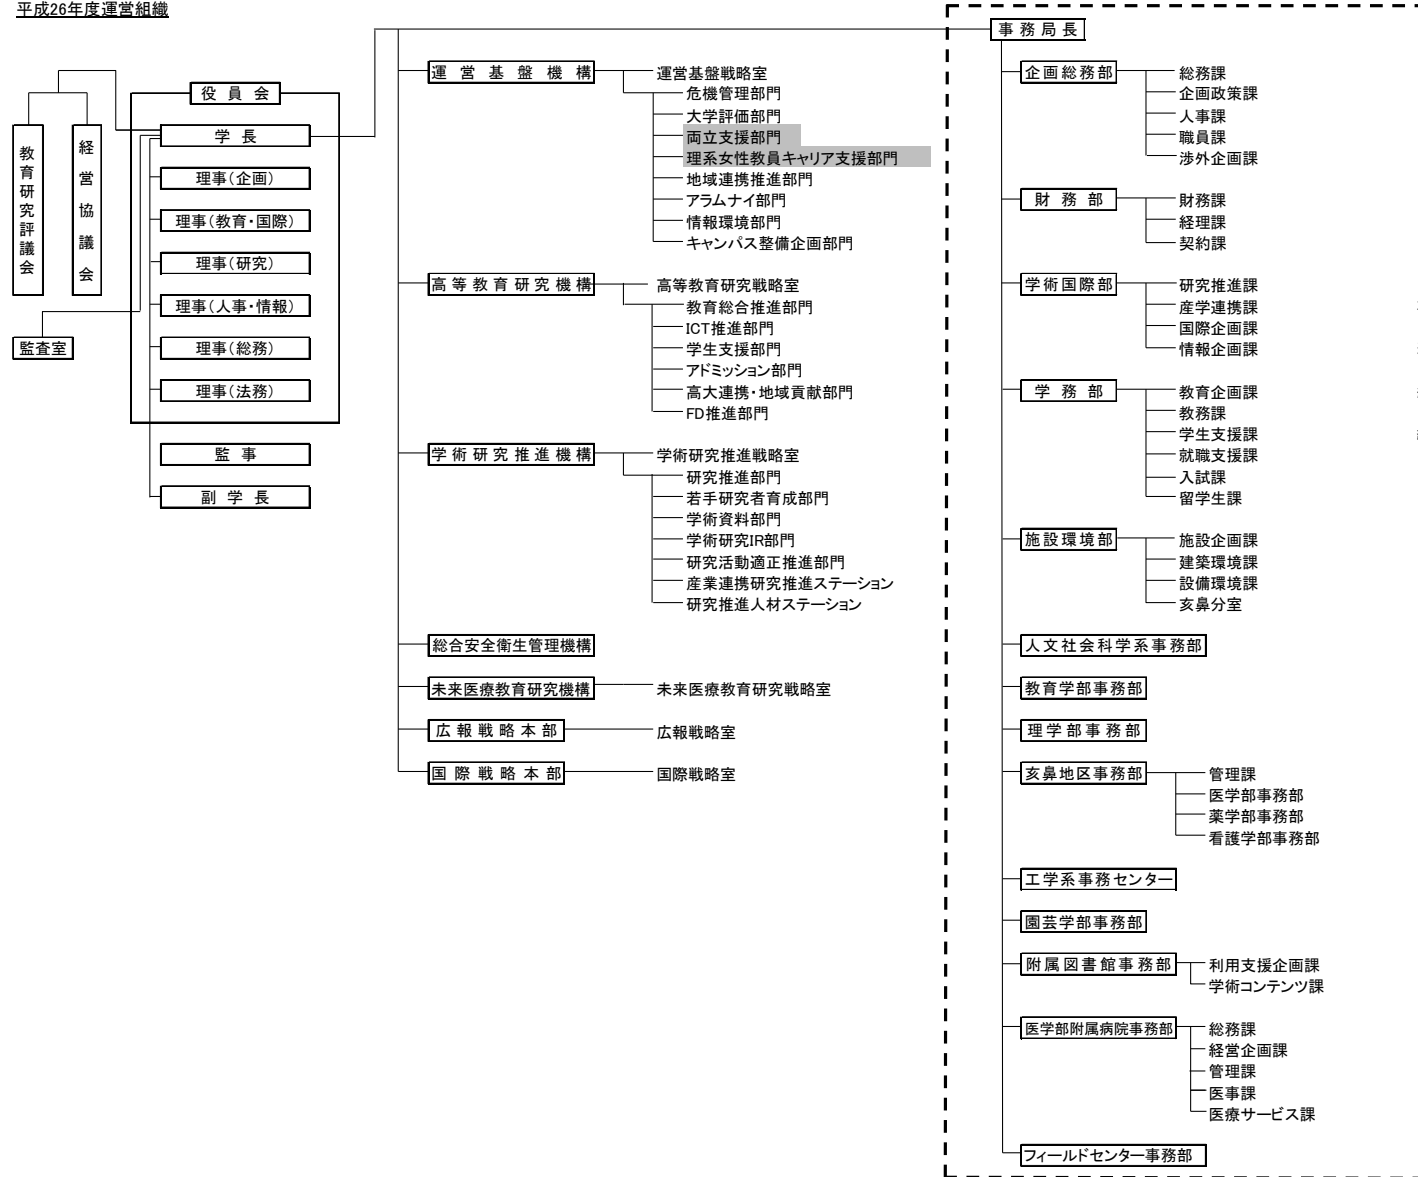 平成26年度運営組織
役員会
学長
理事(企画)
理事(教育・国際)
理事(研究)
理事(人事・情報)
理事(総務)
理事(法務)
監事
副学長
教育研究評議会
経営協議会
監査室
運営基盤機構
運営基盤戦略室
危機管理部門
大学評価部門
両立支援部門
理系女性教員キャリア支援部門
地域連携推進部門
アラムナイ部門
情報環境部門
キャンパス整備企画部門
高等教育研究機構
高等教育研究戦略室
教育総合推進部門
ICT推進部門
学生支援部門
アドミッション部門
高大連携・地域貢献部門
FD推進部門
学術研究推進機構
学術研究推進戦略室
研究推進部門
若手研究者育成部門
学術資料部門
学術研究IR部門
研究活動適正推進部門
産業連携研究推進ステーション
研究推進人材ステーション
総合安全衛生管理機構
未来医療教育研究機構
未来医療教育研究戦略室
広報戦略本部
広報戦略室
国際戦略本部
国際戦略室
事務局長
企画総務部
総務課
企画政策課
人事課
職員課
渉外企画課
財務部
財務課
経理課
契約課
学術国際部
研究推進課
産学連携課
国際企画課
情報企画課
学務部
教育企画課
教務課
学生支援課
就職支援課
入試課
留学生課
施設環境部
施設企画課
建築環境課
設備環境課
亥鼻分室
人文社会科学系事務部
教育学部事務部
理学部事務部
亥鼻地区事務部
管理課
医学部事務部
薬学部事務部
看護学部事務部
工学系事務センター
園芸学部事務部
附属図書館事務部
利用支援企画課
学術コンテンツ課
医学部附属病院事務部
総務課
経営企画課
管理課
医事課
医療サービス課
フィールドセンター事務部